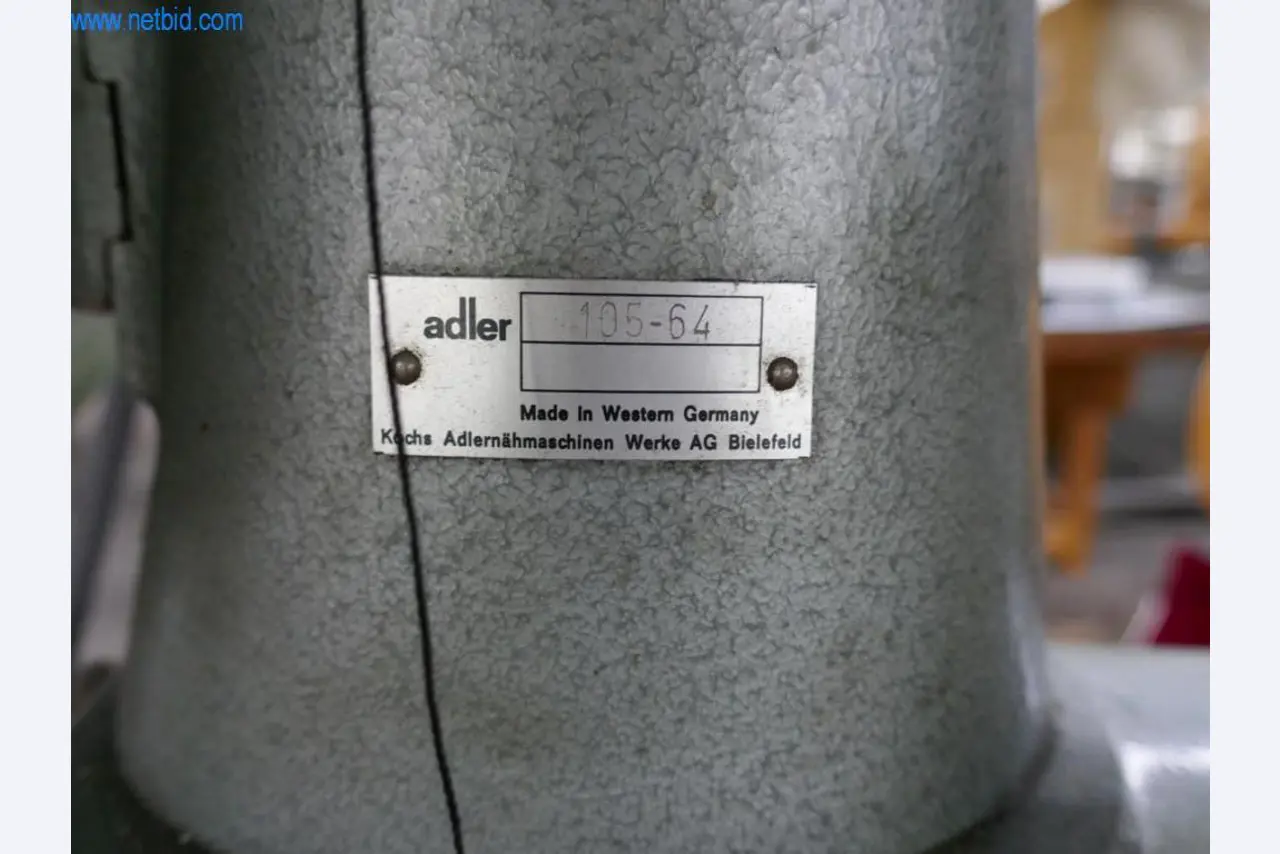 www.netbid.com
adler 105-64
Made in Western Germany
Kochs Adlernähmaschinen Werke AG Bielefeld